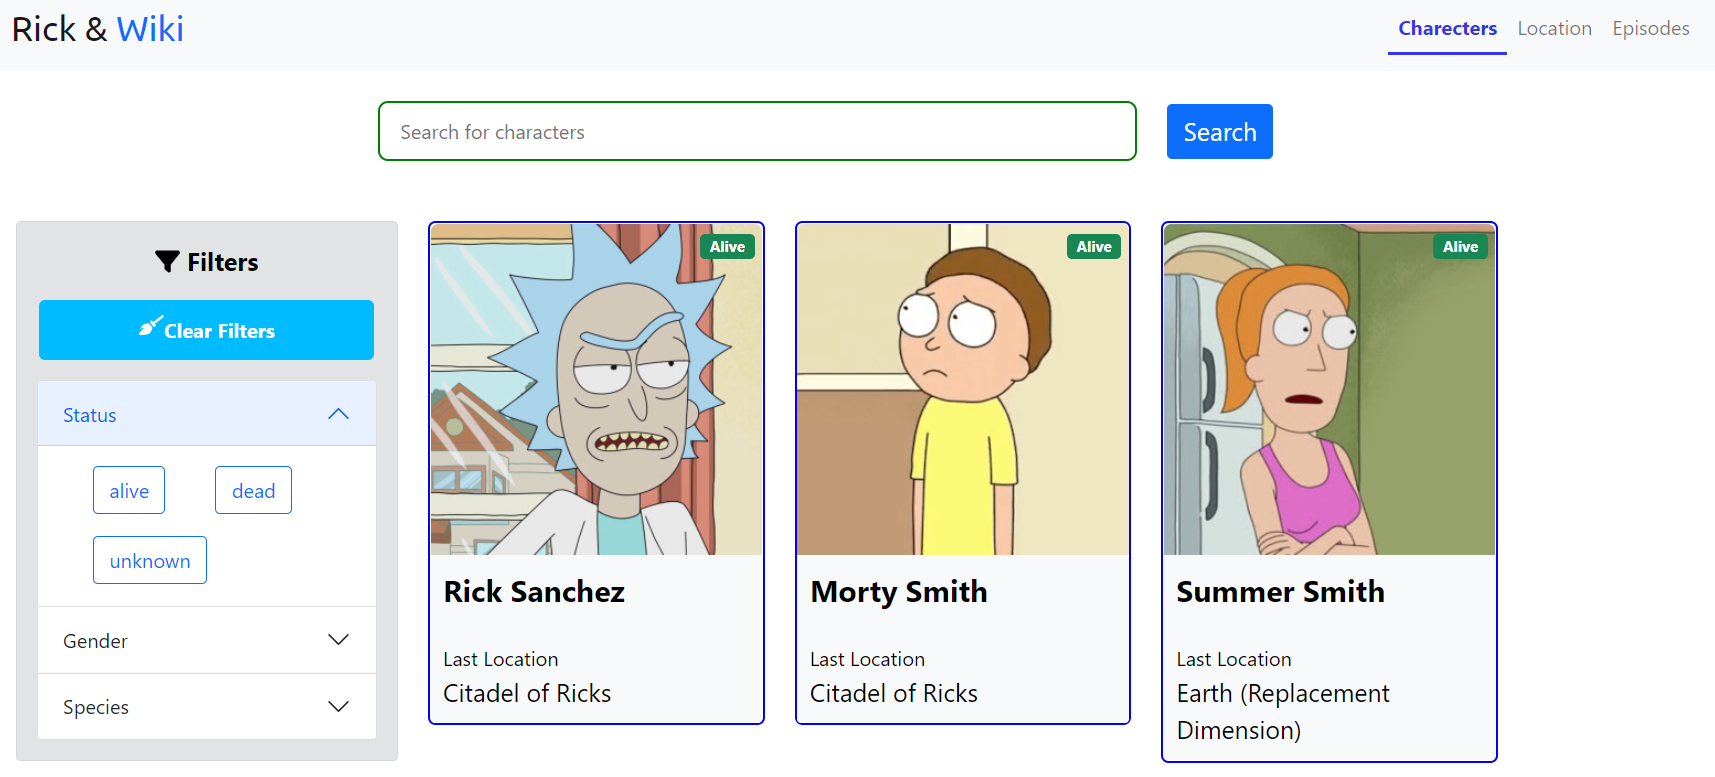 Rick & Wiki
Charecters Location Episodes
Search for characters
Search
Filters
Clear Filters
Status
alive dead
unknown
Gender
Species
Alive
Rick Sanchez
Last Location
Citadel of Ricks
Alive
Morty Smith
Last Location
Citadel of Ricks
Alive
Summer Smith
Last Location
Earth (Replacement
Dimension)